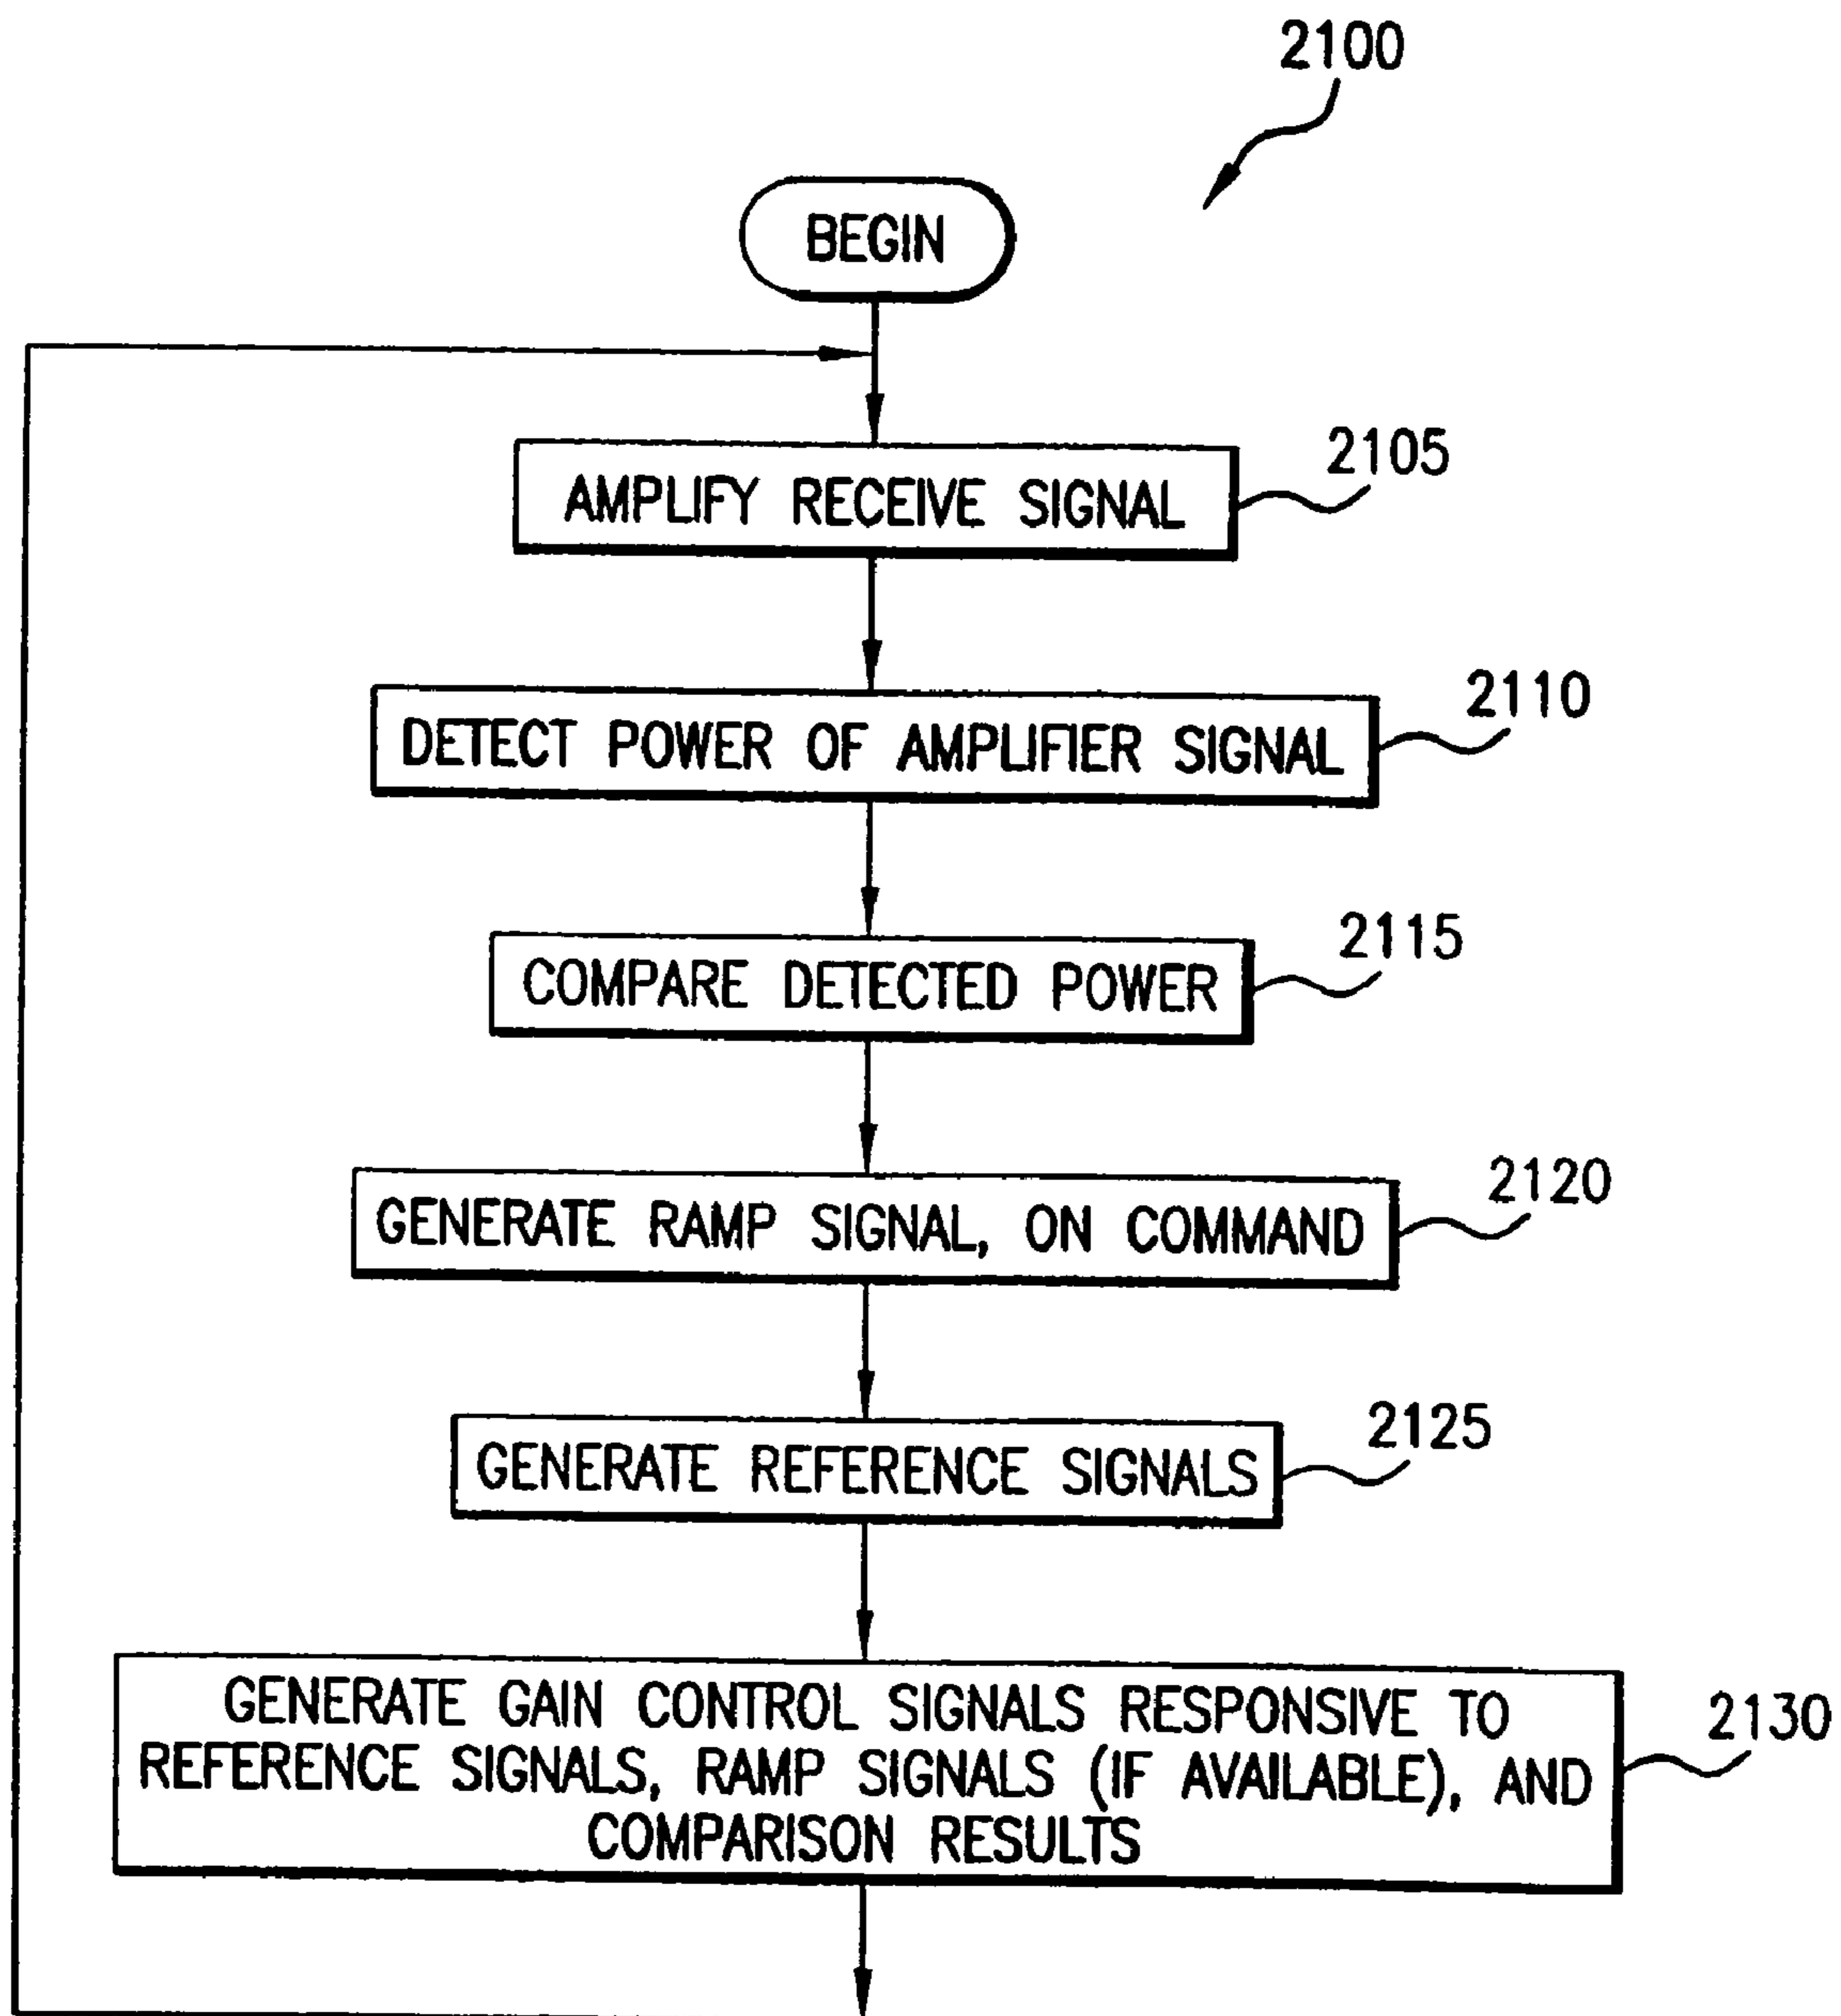 2100
BEGIN
AMPLIFY RECEIVE SIGNAL
2105
DETECT POWER OF AMPLIFIER SIGNAL
2110
COMPARE DETECTED POWER
2115
GENERATE RAMP SIGNAL, ON COMMAND
2120
GENERATE REFERENCE SIGNALS
2125
GENERATE GAIN CONTROL SIGNALS RESPONSIVE TO
REFERENCE SIGNALS, RAMP SIGNALS (IF AVAILABLE), AND
COMPARISON RESULTS
2130